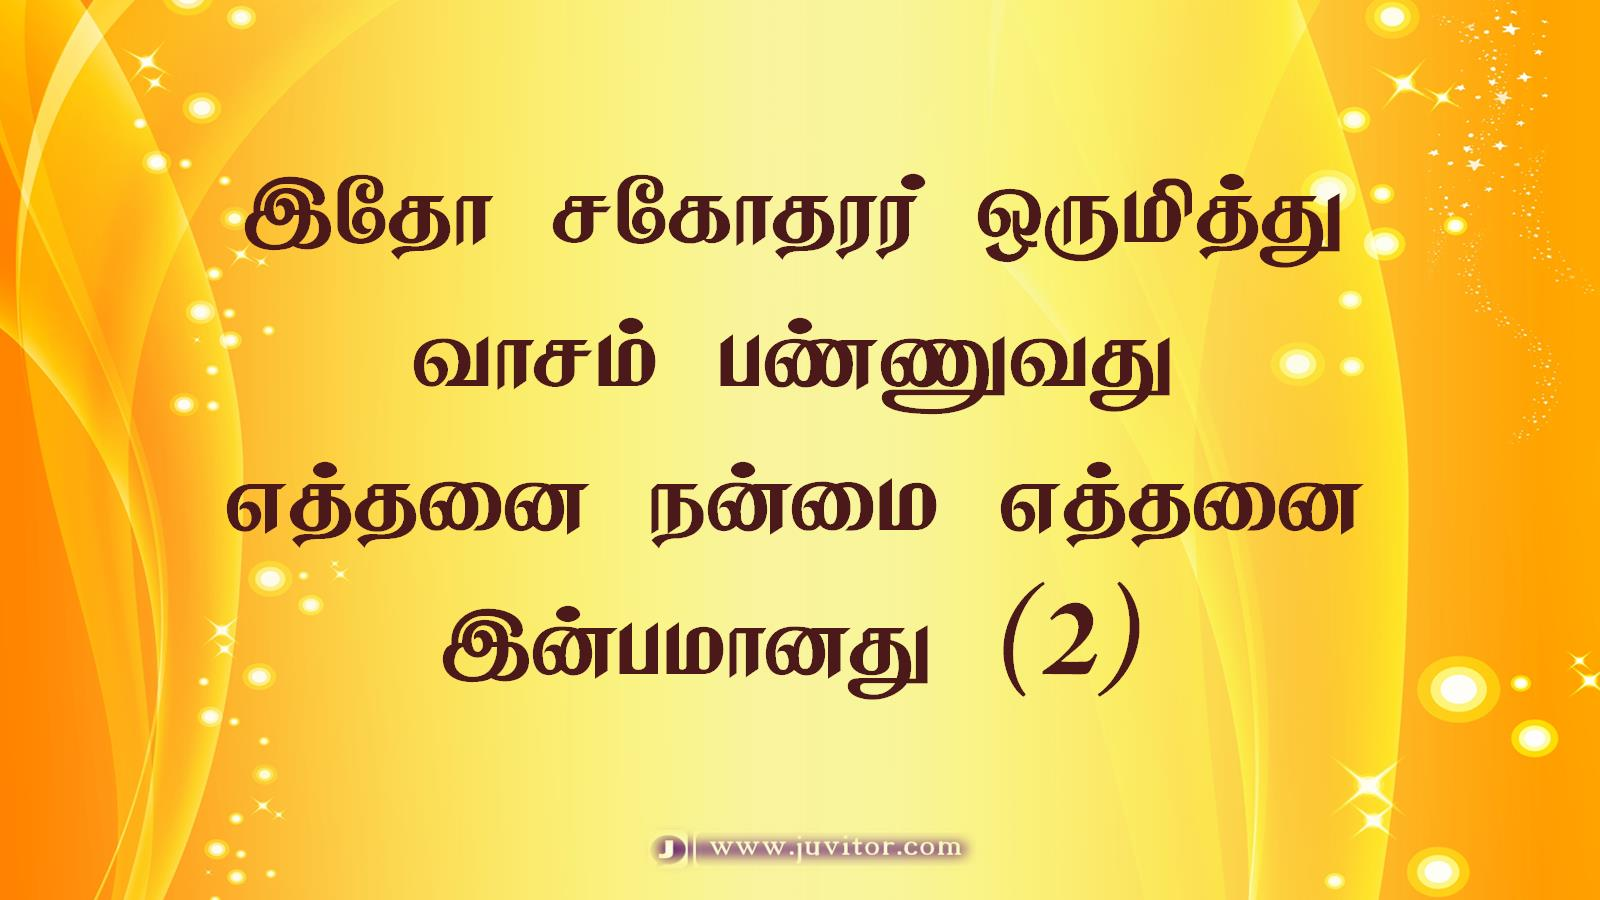 இதோ சகோதரர் ஒருமித்து
வாசம் பண்ணுவது
எத்தனை நன்மை எத்தனை
இன்பமானது (2)
J www.juvitor.com